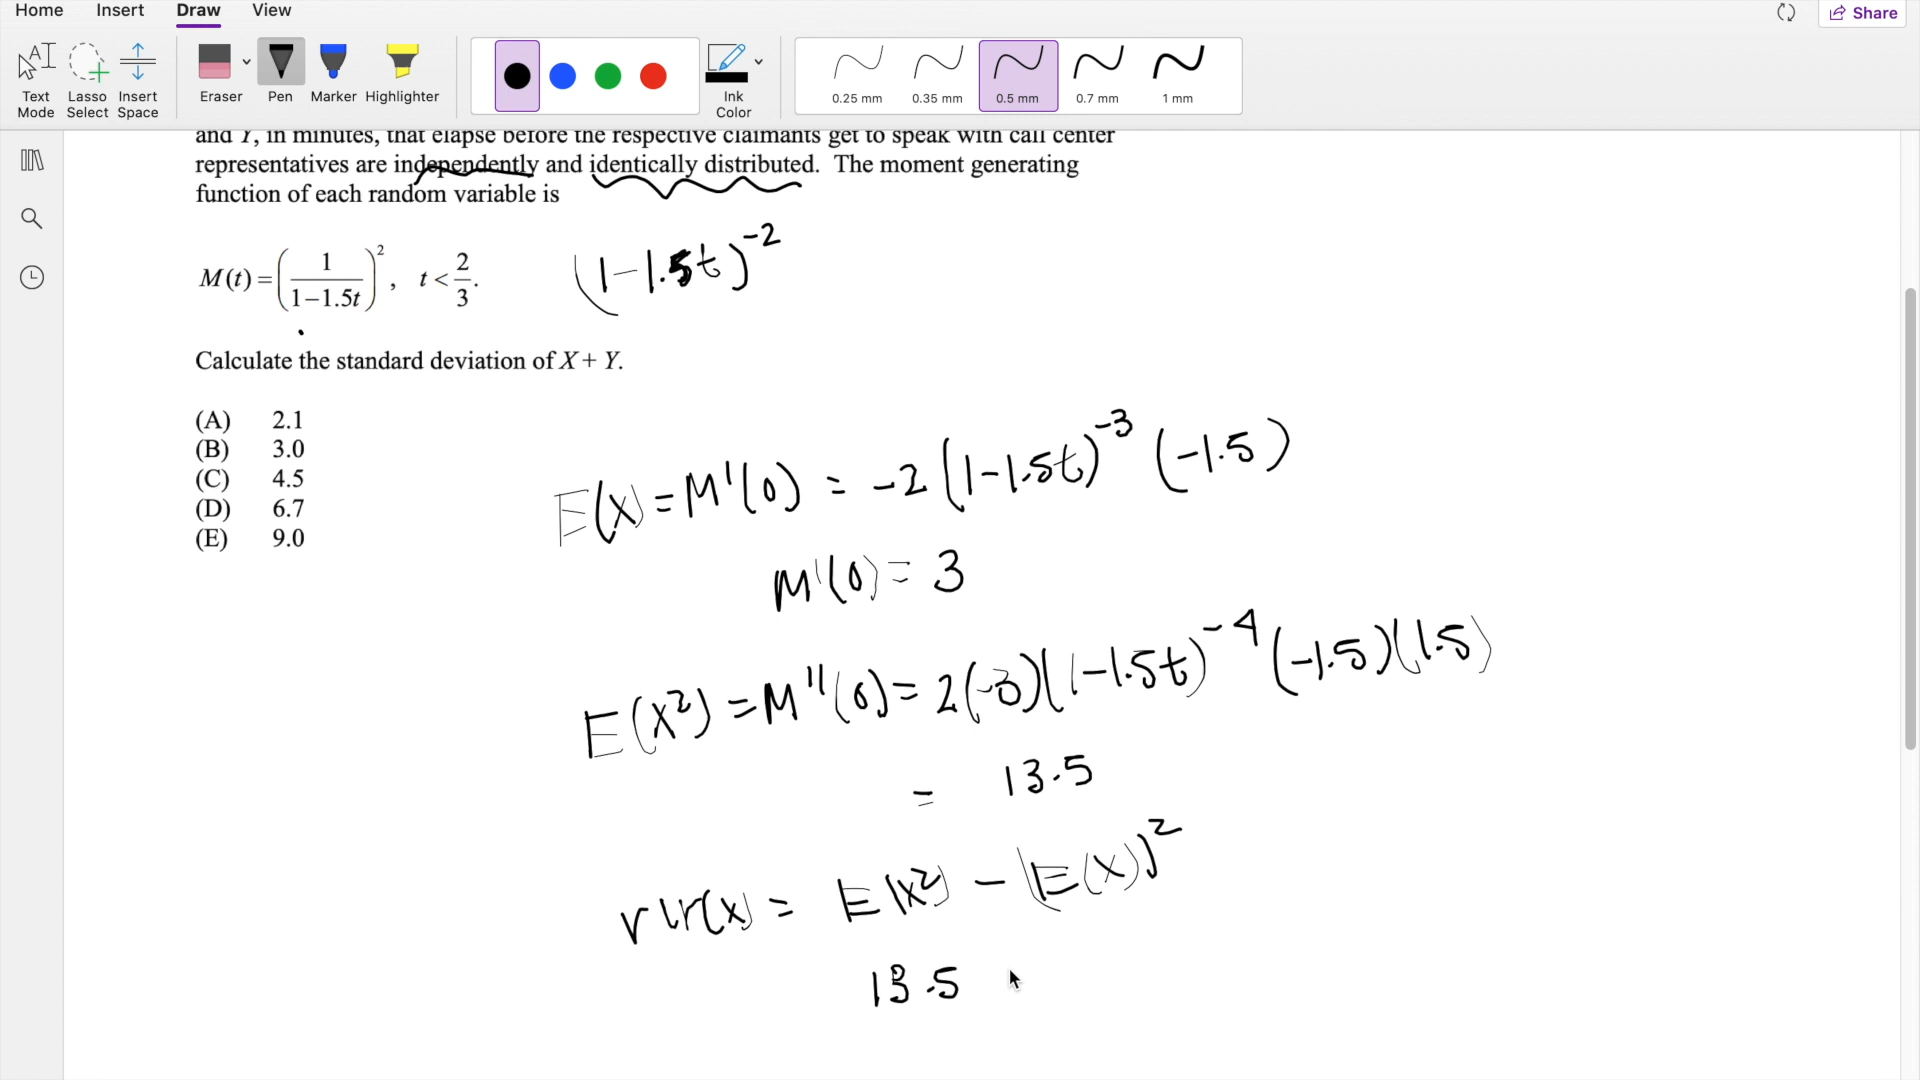 Home Insert Draw View
Share
Text Mode
Lasso Select
Insert Space
Eraser
Pen
Marker
Highlighter
Ink Color
0.25 mm
0.35 mm
0.5 mm
0.7 mm
1 mm
and Y, in minutes, that elapse before the respective claimants get to speak with call center
representatives are independently and identically distributed. The moment generating
function of each random variable is
M(t) = (1/(1−1.5t))², t < 2/3.
(1-1.5t)^-2
Calculate the standard deviation of X + Y.
(A) 2.1
(B) 3.0
(C) 4.5
(D) 6.7
(E) 9.0
E(X) = M'(0) = -2(1-1.5t)^-3 (-1.5)
M'(0) = 3
E(X²) = M''(0) = 2(-3)(1-1.5t)^-4 (-1.5)(1.5)
= 13.5
Var(X) = E(X²) - (E(X))²
13.5